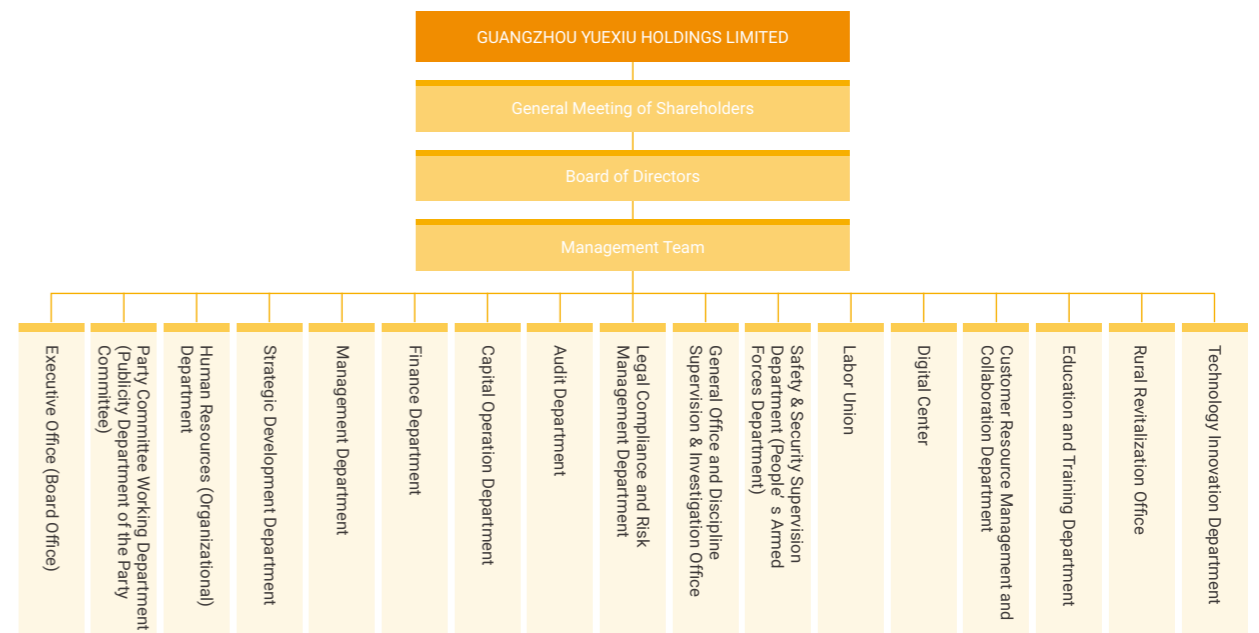 GUANGZHOU YUEXIU HOLDINGS LIMITED
General Meeting of Shareholders
Board of Directors
Management Team
Executive Office (Board Office)
Party Committee Working Department
(Publicity Department of the Party
Committee)
Human Resources (Organizational)
Department
Strategic Development Department
Management Department
Finance Department
Capital Operation Department
Audit Department
Legal Compliance and Risk
Management Department
General Office and Discipline
Supervision & Investigation Office
Safety & Security Supervision
Department (People’s Armed
Forces Department)
Labor Union
Digital Center
Customer Resource Management and
Collaboration Department
Education and Training Department
Rural Revitalization Office
Technology Innovation Department